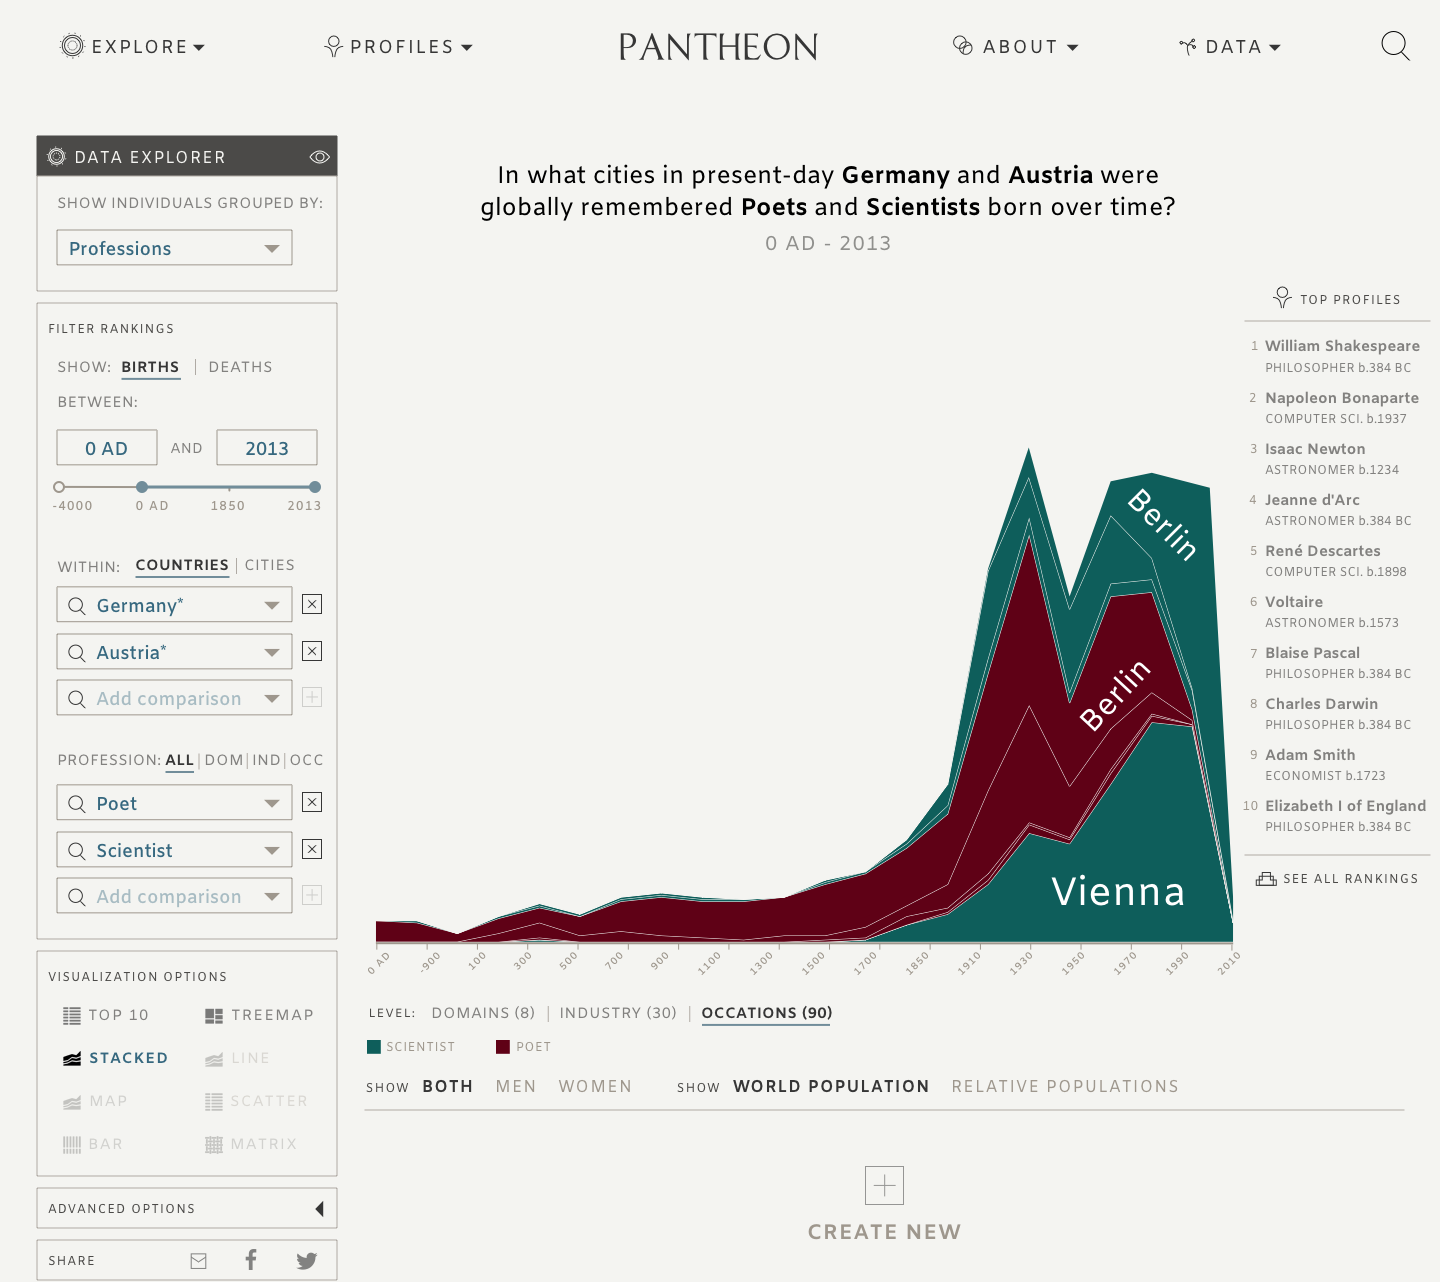 EXPLORE PROFILES PANTHEON ABOUT DATA
DATA EXPLORER
SHOW INDIVIDUALS GROUPED BY:
Professions
FILTER RANKINGS
SHOW: BIRTHS | DEATHS
BETWEEN:
0 AD AND 2013
-4000 0 AD 1850 2013
WITHIN: COUNTRIES | CITIES
Germany*
Austria*
Add comparison
PROFESSION: ALL | DOM | IND | OCC
Poet
Scientist
Add comparison
VISUALIZATION OPTIONS
TOP 10 TREEMAP
STACKED LINE
MAP SCATTER
BAR MATRIX
ADVANCED OPTIONS
SHARE
In what cities in present-day Germany and Austria were
globally remembered Poets and Scientists born over time?
0 AD - 2013
Berlin
Berlin
Vienna
0 AD -900 100 300 500 700 900 1100 1300 1500 1700 1850 1910 1930 1950 1970 1990 2010
LEVEL: DOMAINS (8) | INDUSTRY (30) | OCCATIONS (90)
SCIENTIST POET
SHOW BOTH MEN WOMEN SHOW WORLD POPULATION RELATIVE POPULATIONS
CREATE NEW
TOP PROFILES
1 William Shakespeare
PHILOSOPHER b.384 BC
2 Napoleon Bonaparte
COMPUTER SCI. b.1937
3 Isaac Newton
ASTRONOMER b.1234
4 Jeanne d'Arc
ASTRONOMER b.384 BC
5 René Descartes
COMPUTER SCI. b.1898
6 Voltaire
ASTRONOMER b.1573
7 Blaise Pascal
PHILOSOPHER b.384 BC
8 Charles Darwin
PHILOSOPHER b.384 BC
9 Adam Smith
ECONOMIST b.1723
10 Elizabeth I of England
PHILOSOPHER b.384 BC
SEE ALL RANKINGS